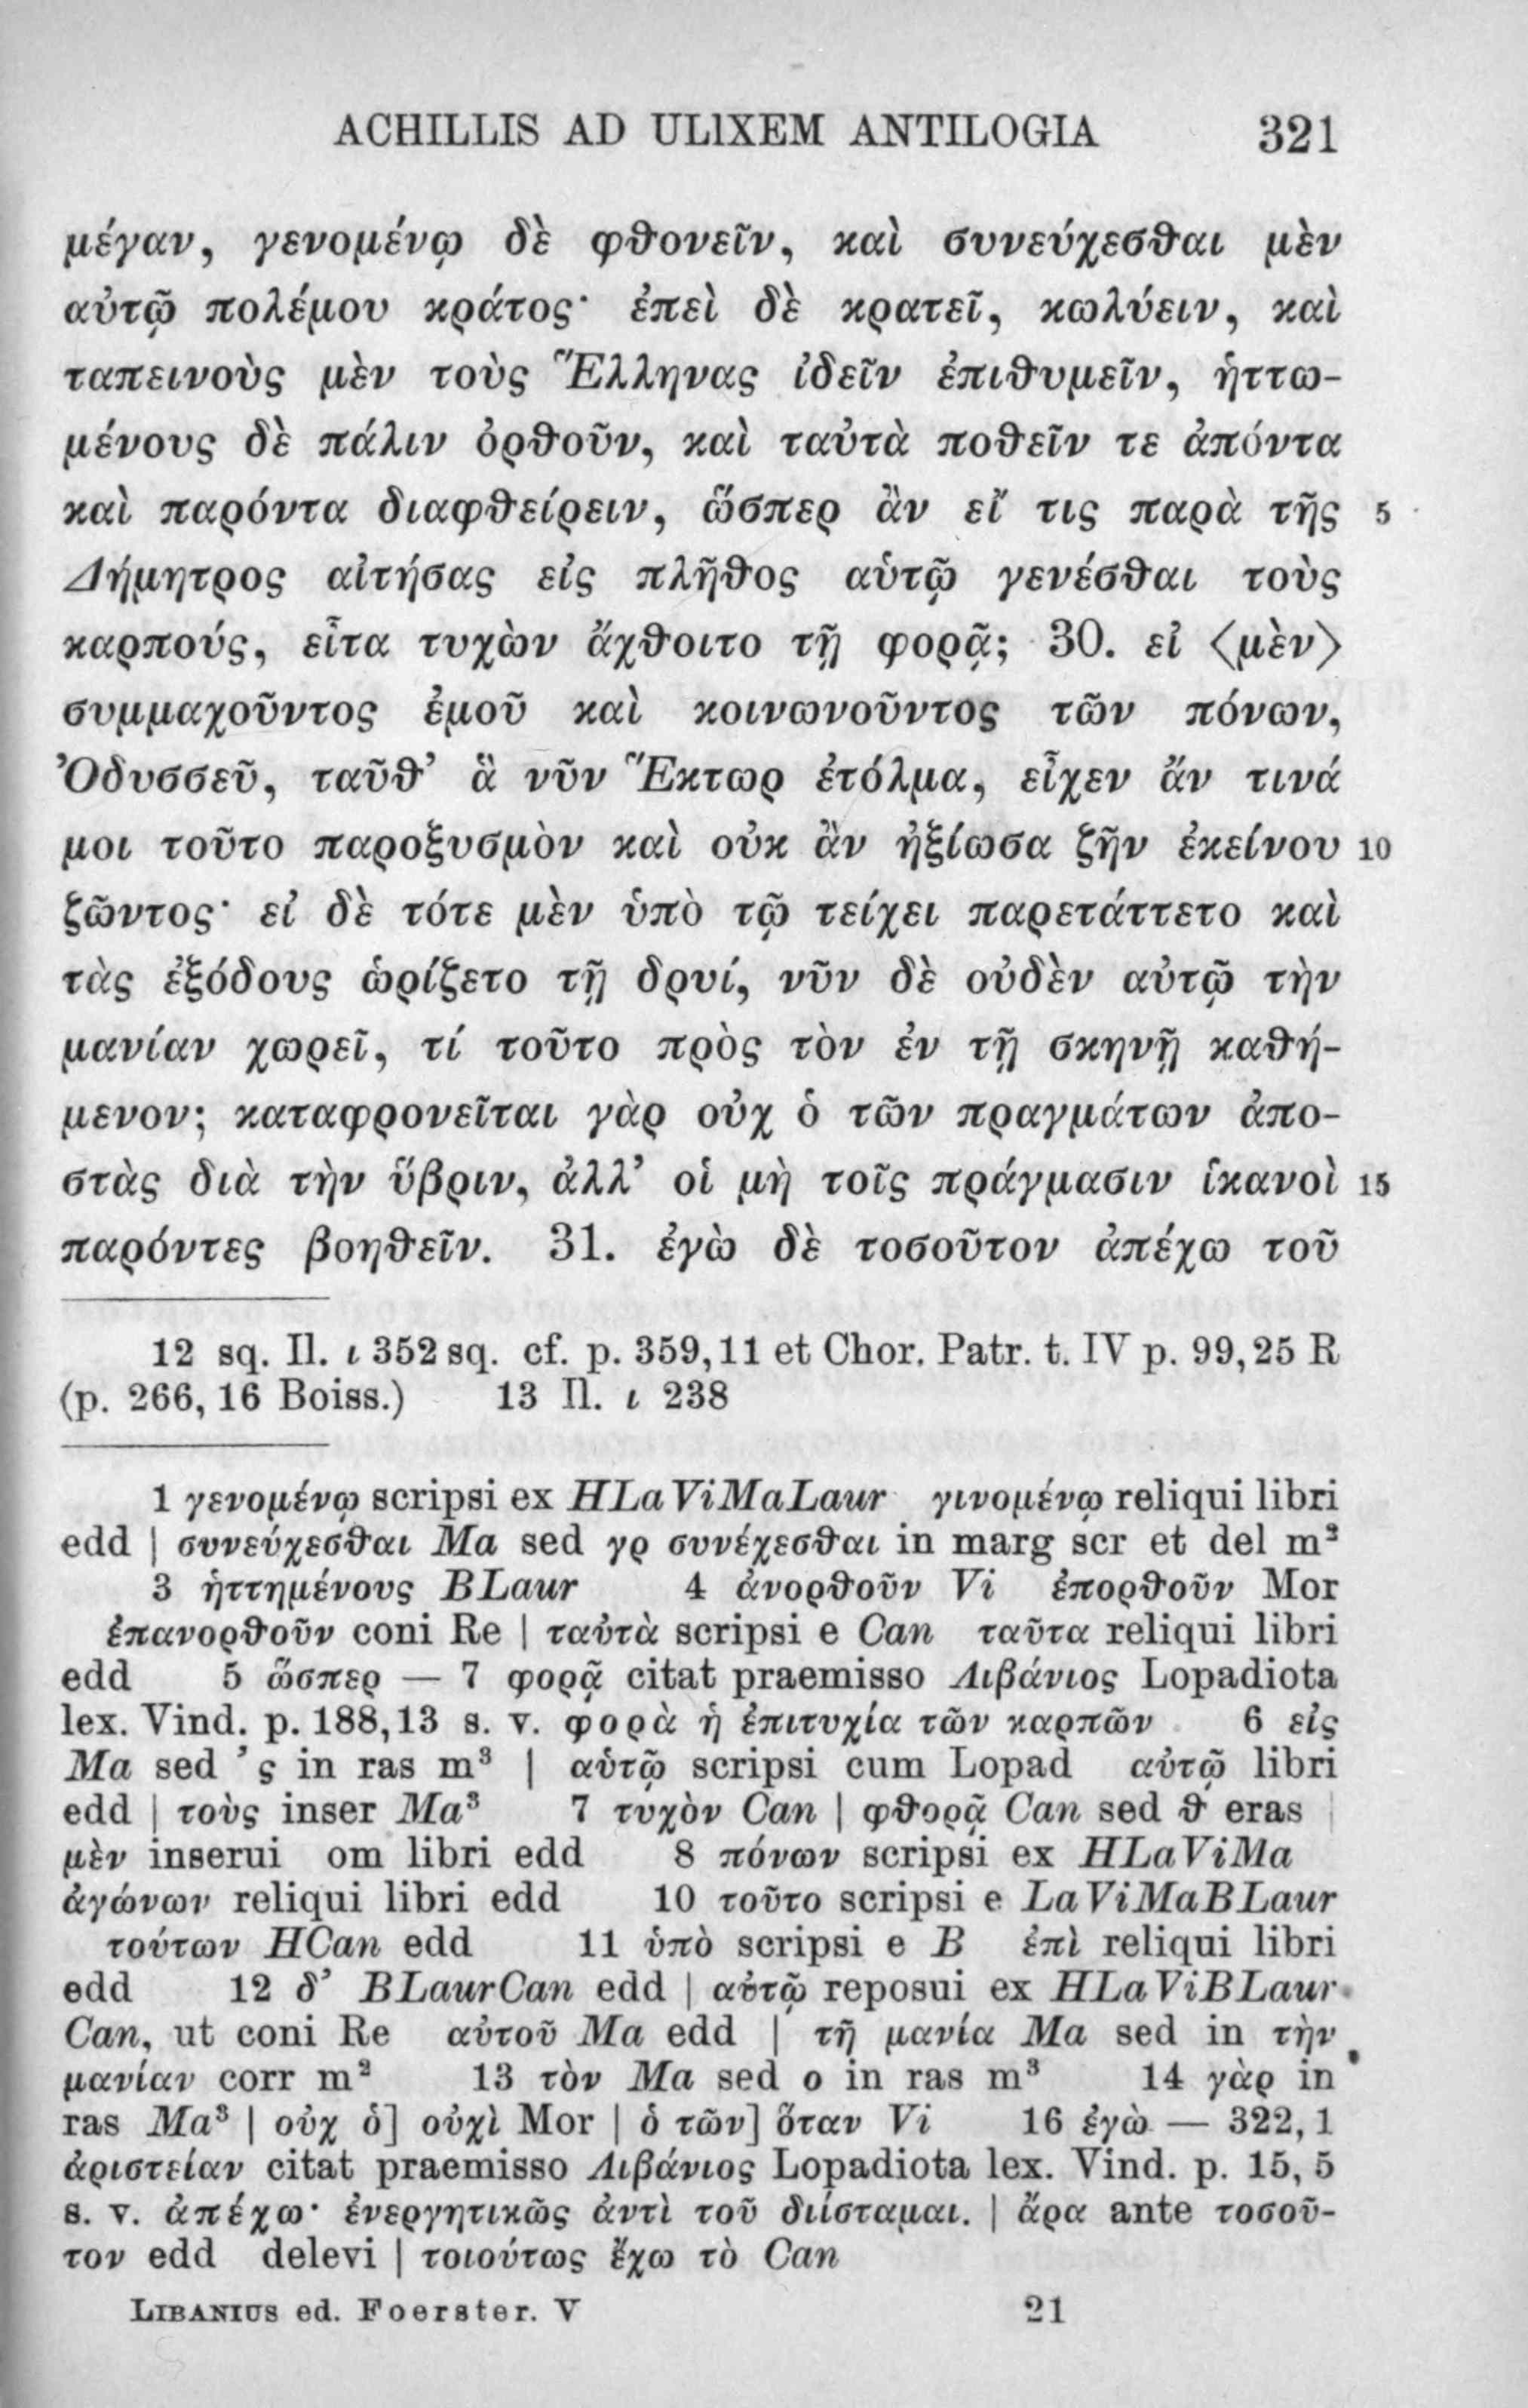 ACHILLIS AD ULIXEM ANTILOGIA 321
μέγαν, γενομένῳ δὲ φθονεῖν, καὶ συνεύχεσθαι μὲν
αὐτῷ πολέμου κράτος· ἐπεὶ δὲ κρατεῖ, κωλύειν, καὶ
ταπεινοὺς μὲν τοὺς Ἕλληνας ἰδεῖν ἐπιθυμεῖν, ἡττω-
μένους δὲ πάλιν ὀρθοῦν, καὶ ταὐτὰ ποθεῖν τε ἀπόντα
καὶ παρόντα διαφθείρειν, ὥσπερ ἂν εἴ τις παρὰ τῆς 5
Δήμητρος αἰτήσας εἰς πλῆθος αὑτῷ γενέσθαι τοὺς
καρπούς, εἶτα τυχὼν ἄχθοιτο τῇ φορᾷ; 30. εἰ ⟨μὲν⟩
συμμαχοῦντος ἐμοῦ καὶ κοινωνοῦντος τῶν πόνων,
Ὀδυσσεῦ, ταῦθ’ ἃ νῦν Ἕκτωρ ἐτόλμα, εἶχεν ἄν τινά
μοι τοῦτο παροξυσμὸν καὶ οὐκ ἂν ἠξίωσα ζῆν ἐκείνου 10
ζῶντος· εἰ δὲ τότε μὲν ὑπὸ τῷ τείχει παρετάττετο καὶ
τὰς ἐξόδους ὡρίζετο τῇ δρυΐ, νῦν δὲ οὐδὲν αὐτῷ τὴν
μανίαν χωρεῖ, τί τοῦτο πρὸς τὸν ἐν τῇ σκηνῇ καθή-
μενον; καταφρονεῖται γὰρ οὐχ ὁ τῶν πραγμάτων ἀπο-
στὰς διὰ τὴν ὕβριν, ἀλλ’ οἱ μὴ τοῖς πράγμασιν ἱκανοὶ 15
παρόντες βοηθεῖν. 31. ἐγὼ δὲ τοσοῦτον ἀπέχω τοῦ
12 sq. Il. ι 352 sq. cf. p. 359,11 et Chor. Patr. t. IV p. 99,25 R
(p. 266, 16 Boiss.) 13 Il. ι 238
1 γενομένῳ scripsi ex HLaViMaLaur γινομένῳ reliqui libri
edd | συνεύχεσθαι Ma sed γρ συνέχεσθαι in marg scr et del m²
3 ἡττημένους BLaur 4 ἀνορθοῦν Vi ἐπορθοῦν Mor
ἐπανορθοῦν coni Re | ταὐτὰ scripsi e Can ταῦτα reliqui libri
edd 5 ὥσπερ — 7 φορᾷ citat praemisso Λιβάνιος Lopadiota
lex. Vind. p. 188,13 s. v. φορὰ ἡ ἐπιτυχία τῶν καρπῶν 6 εἰς
Ma sed ’ ς in ras m³ | αὑτῷ scripsi cum Lopad αὐτῷ libri
edd | τοὺς inser Ma³ 7 τυχὸν Can | φθορᾷ Can sed θ eras |
μὲν inserui om libri edd 8 πόνων scripsi ex HLaViMa
ἀγώνων reliqui libri edd 10 τοῦτο scripsi e LaViMaBLaur
τούτων HCan edd 11 ὑπὸ scripsi e B ἐπὶ reliqui libri
edd 12 δ’ BLaurCan edd | αὐτῷ reposui ex HLaViBLaur
Can, ut coni Re αὐτοῦ Ma edd | τῆ μανία Ma sed in τὴν
μανίαν corr m² 13 τὸν Ma sed ο in ras m³ 14 γὰρ in
ras Ma³ | οὐχ ὁ] οὐχὶ Mor | ὁ τῶν] ὅταν Vi 16 ἐγὼ — 322,1
ἀριστείαν citat praemisso Λιβάνιος Lopadiota lex. Vind. p. 15, 5
s. v. ἀπέχω· ἐνεργητικῶς ἀντὶ τοῦ διίσταμαι. | ἄρα ante τοσοῦ-
τον edd delevi | τοιούτως ἔχω τὸ Can
LIBANIUS ed. Foerster. V 21